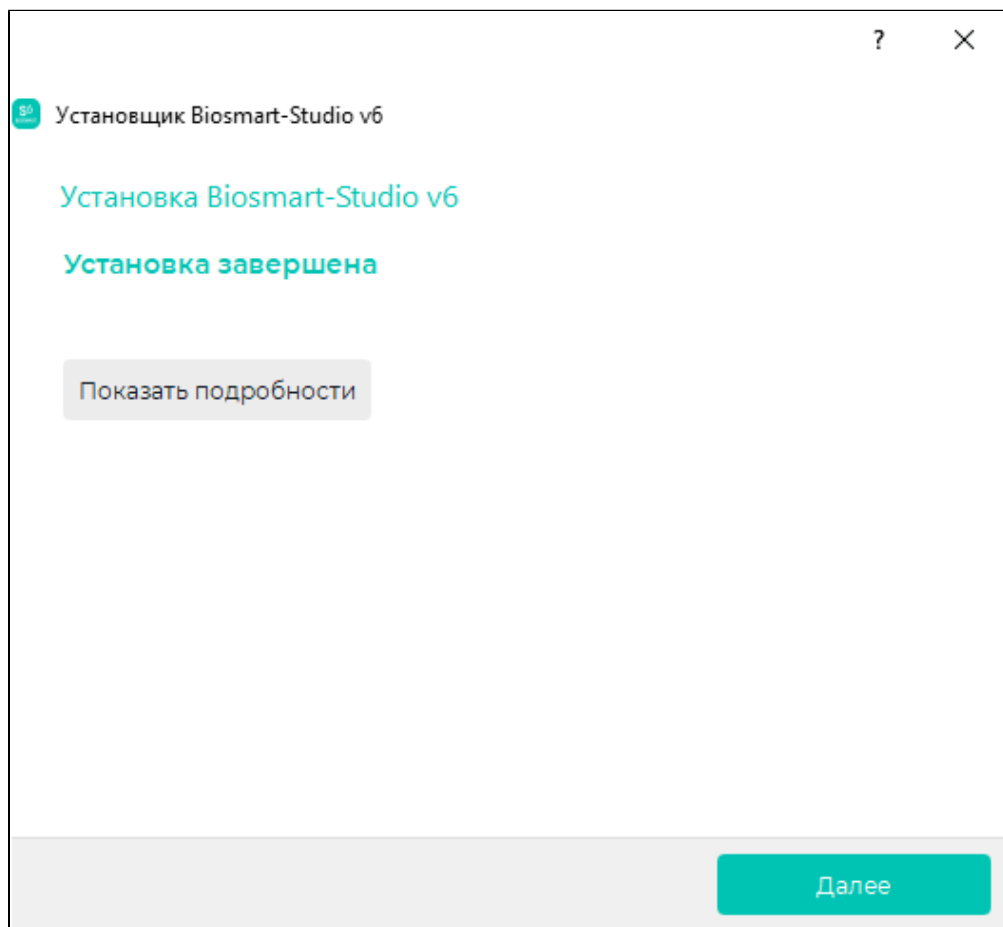 ?
Установщик Biosmart-Studio v6
Установка Biosmart-Studio v6
Установка завершена
Показать подробности
Далее